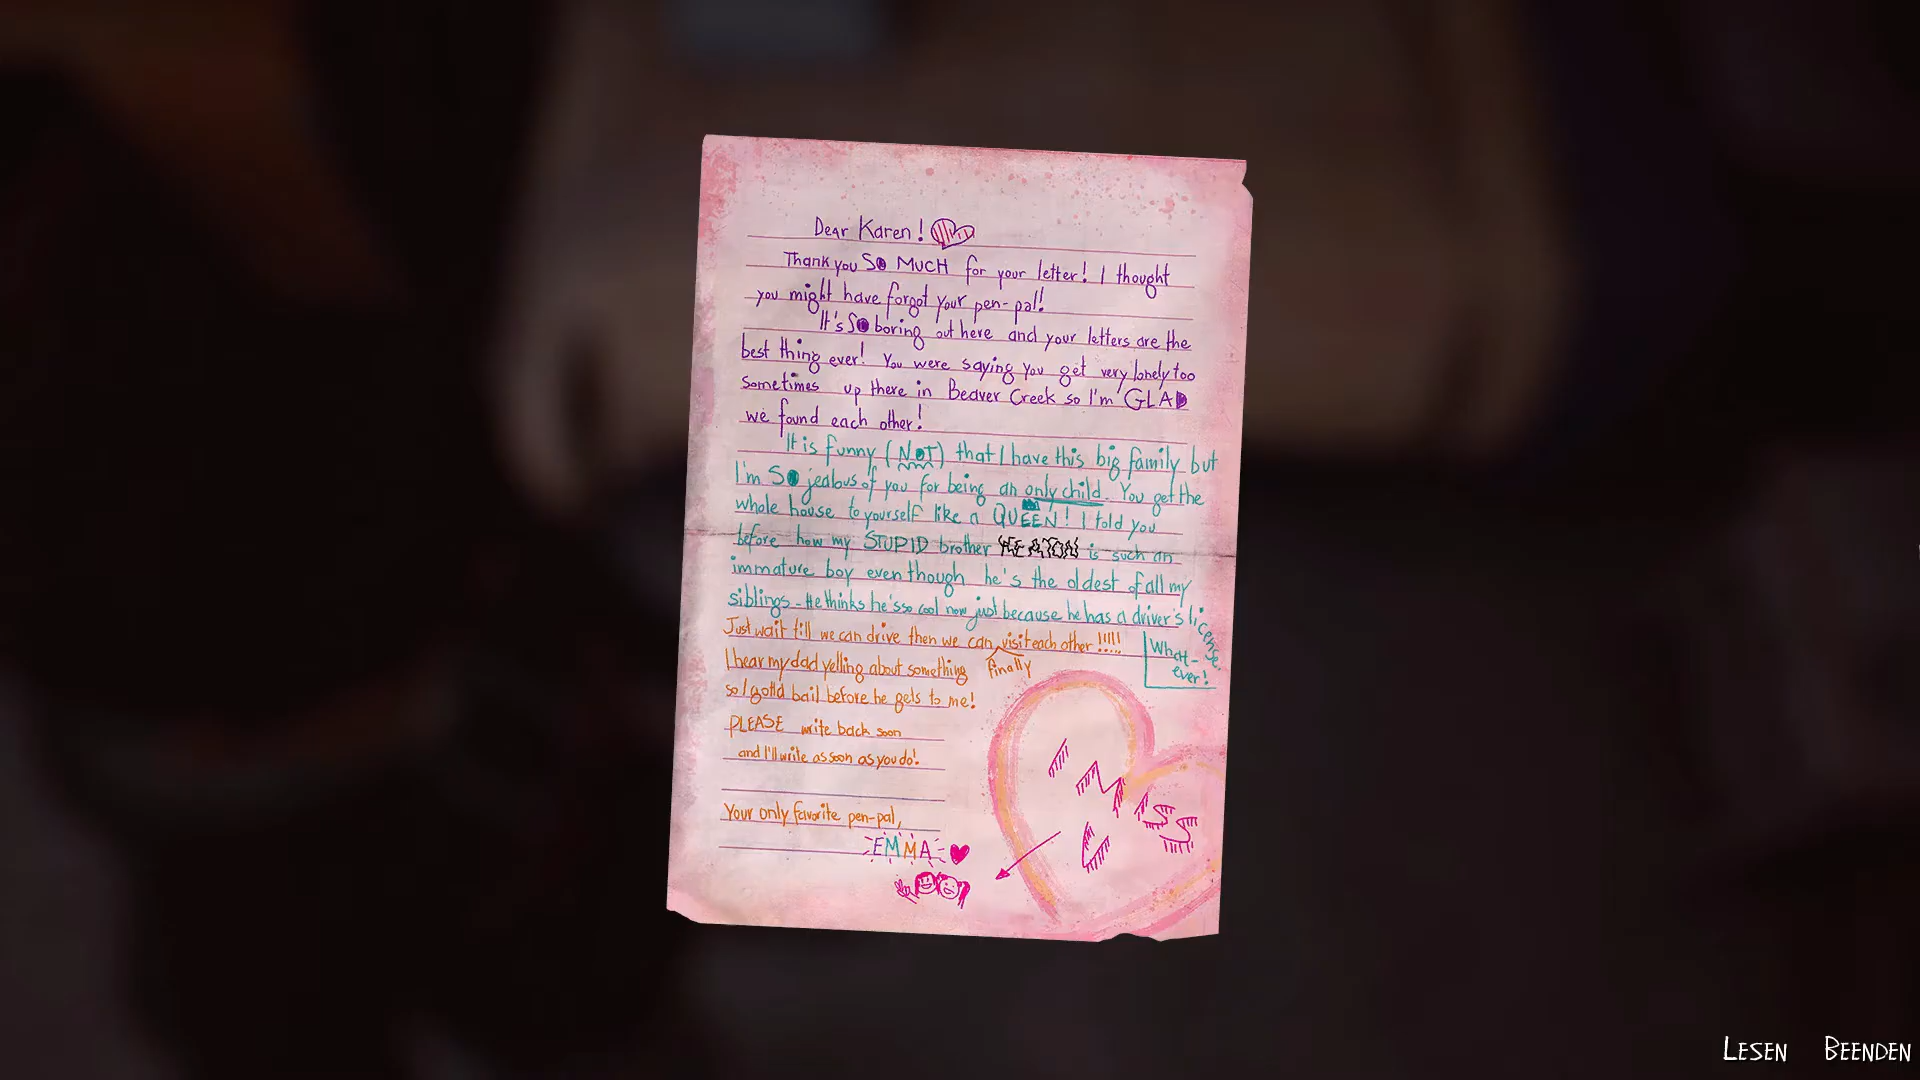 Dear Karen!
Thank you SO MUCH for your letter! I thought
you might have forgot your pen-pal!
It's SO boring out here and your letters are the
best thing ever! You were saying you get very lonely too
sometimes up there in Beaver Creek so I'm GLAD
we found each other!
It is funny (NOT) that I have this big family but
I'm SO jealous of you for being an only child. You get the
whole house to yourself like a QUEEN! I told you
before how my STUPID brother KEATON is such an
immature boy even though he's the oldest of all my
siblings - He thinks he's so cool now just because he has a driver's license.
What-
ever!
Just wait till we can drive then we can finally visit each other!!!!!
I hear my dad yelling about something
so I gotta bail before he gets to me!
PLEASE write back soon
and I'll write as soon as you do!
Your only favorite pen-pal,
EMMA
I MISS
U
LESEN BEENDEN